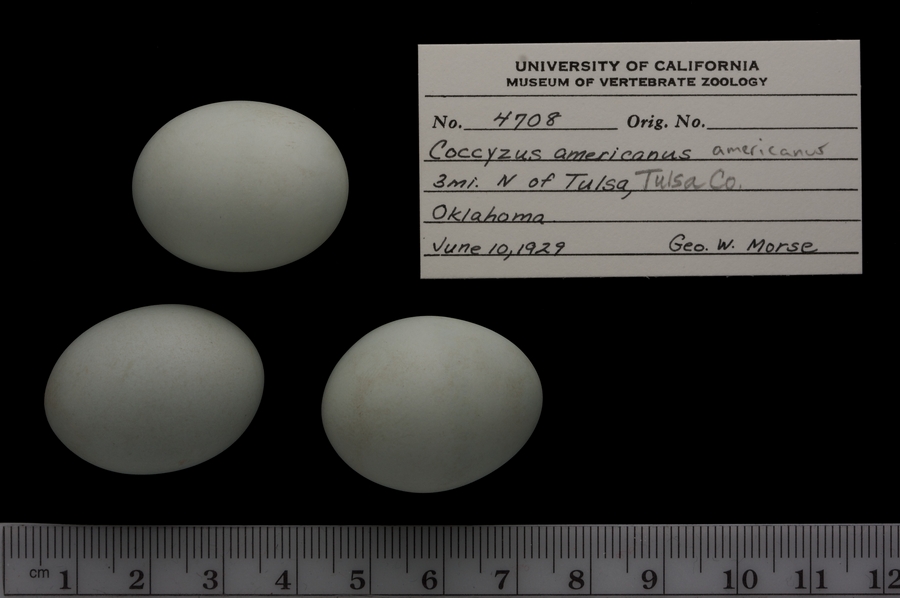 UNIVERSITY OF CALIFORNIA
MUSEUM OF VERTEBRATE ZOOLOGY
No. 4708 Orig. No.
Coccyzus americanus americanus
3mi. N of Tulsa, Tulsa Co.
Oklahoma
June 10, 1929 Geo. W. Morse
cm 1 2 3 4 5 6 7 8 9 10 11 12